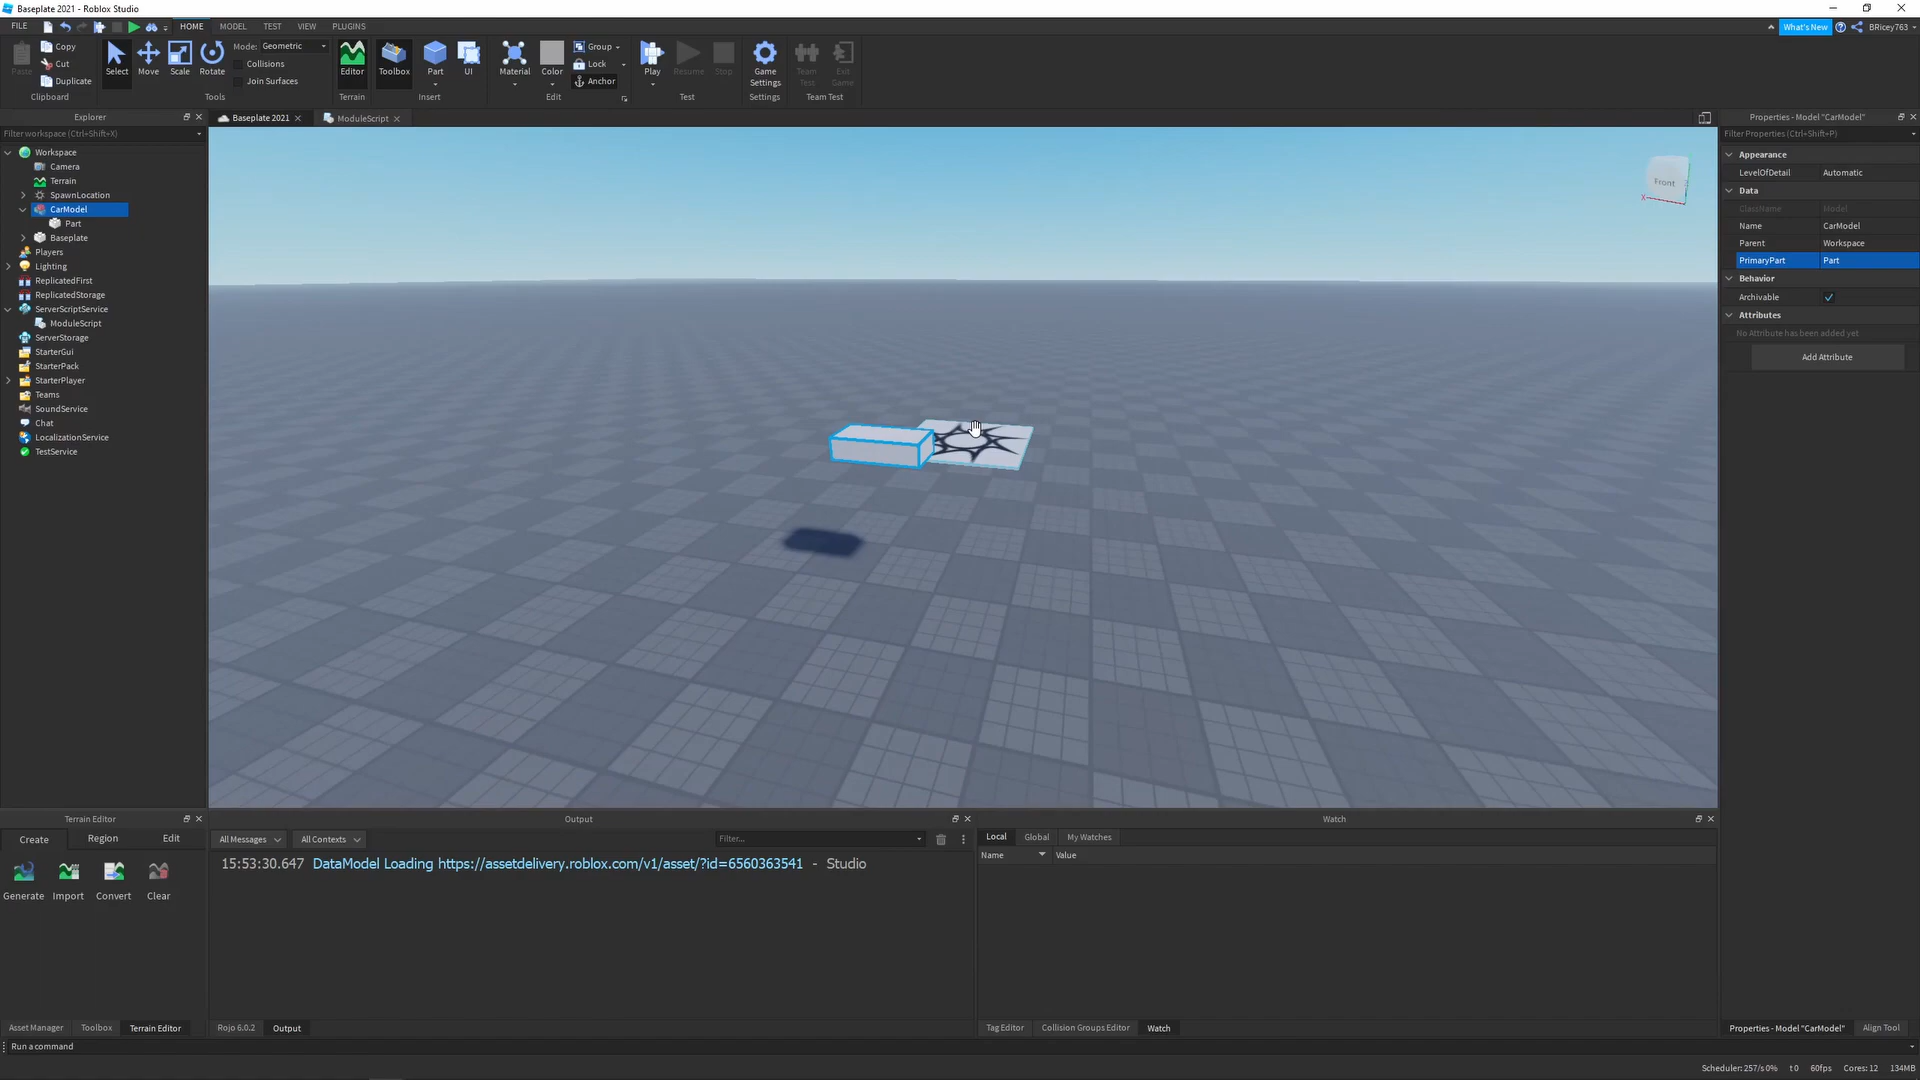 Baseplate 2021 - Roblox Studio
FILE HOME MODEL TEST VIEW PLUGINS What's New BRicey763
Paste Copy Cut Duplicate Clipboard
Select Move Scale Rotate Mode: Geometric Collisions Join Surfaces Tools
Editor Terrain
Toolbox Part UI Insert
Material Color Group Lock Anchor Edit
Play Resume Stop Test
Game Settings Settings
Team Test Exit Game Team Test
Explorer
Baseplate 2021 ModuleScript
Properties - Model "CarModel"
Filter workspace (Ctrl+Shift+X)
Filter Properties (Ctrl+Shift+P)
Workspace
Camera
Terrain
SpawnLocation
CarModel
Part
Baseplate
Players
Lighting
ReplicatedFirst
ReplicatedStorage
ServerScriptService
ModuleScript
ServerStorage
StarterGui
StarterPack
StarterPlayer
Teams
SoundService
Chat
LocalizationService
TestService
Front
X
Appearance
LevelOfDetail Automatic
Data
ClassName Model
Name CarModel
Parent Workspace
PrimaryPart Part
Behavior
Archivable
Attributes
No Attribute has been added yet
Add Attribute
Terrain Editor
Create Region Edit
Generate Import Convert Clear
Output
All Messages All Contexts Filter...
15:53:30.647 DataModel Loading https://assetdelivery.roblox.com/v1/asset/?id=6560363541 - Studio
Watch
Local Global My Watches
Name Value
Asset Manager Toolbox Terrain Editor
Rojo 6.0.2 Output
Tag Editor Collision Groups Editor Watch
Properties - Model "CarModel" Align Tool
Run a command
Scheduler: 257/s 0% t 0 60fps Cores: 12 134MB